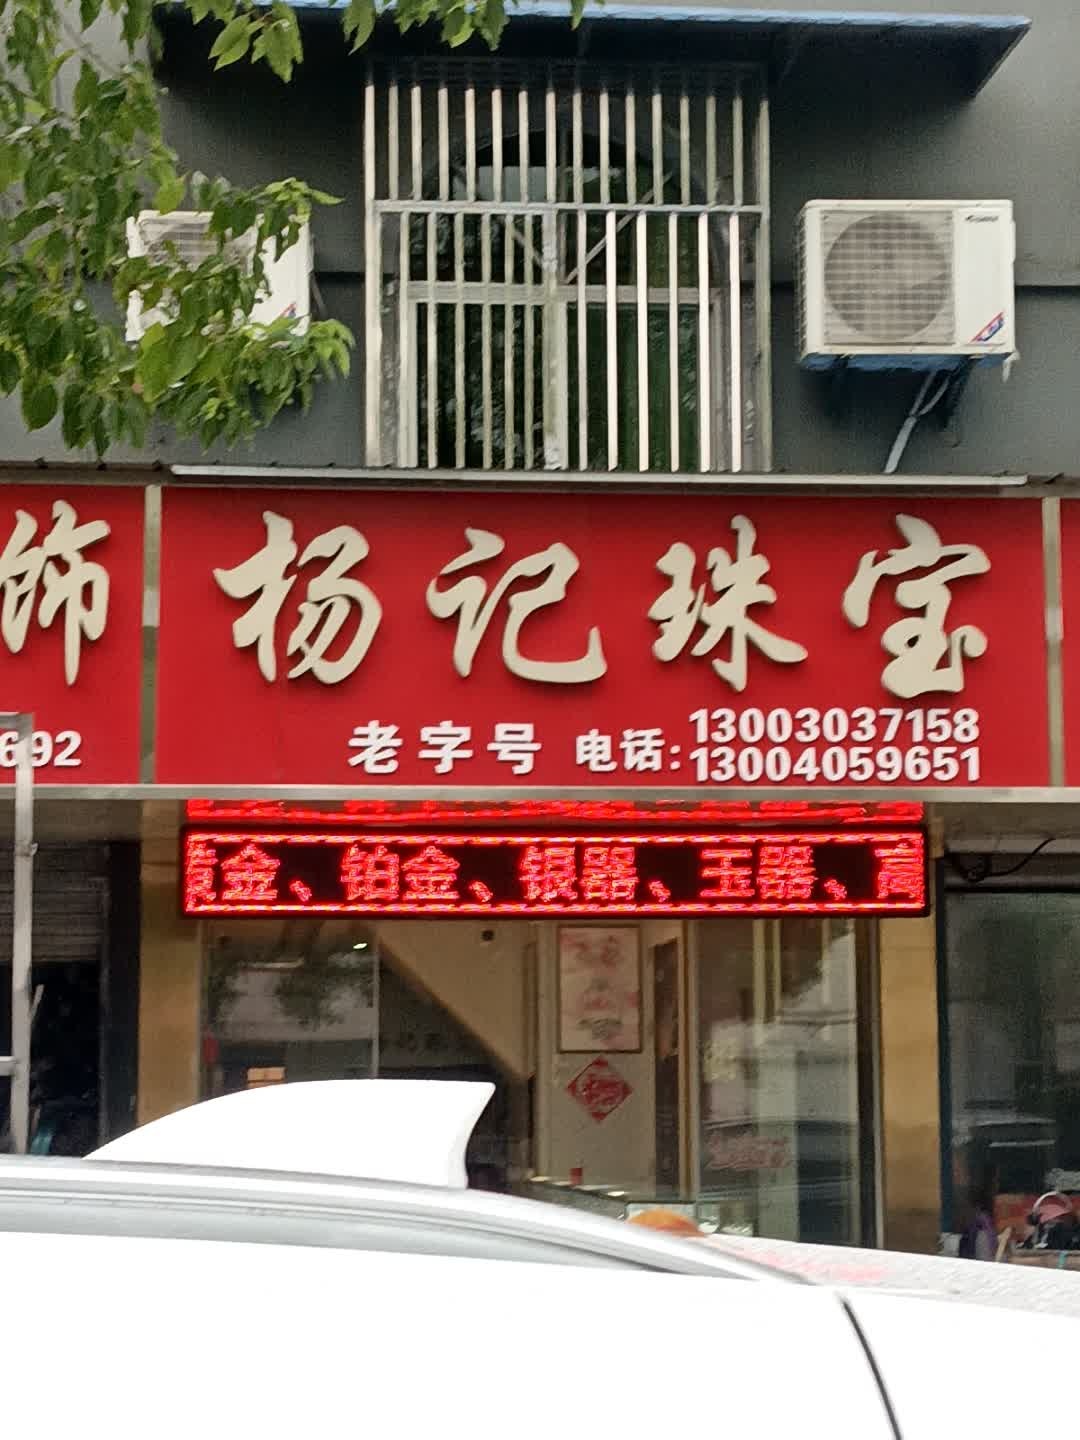 饰
692
杨记珠宝
老字号 电话:
13003037158
13004059651
金、铂金、银器、玉器、高